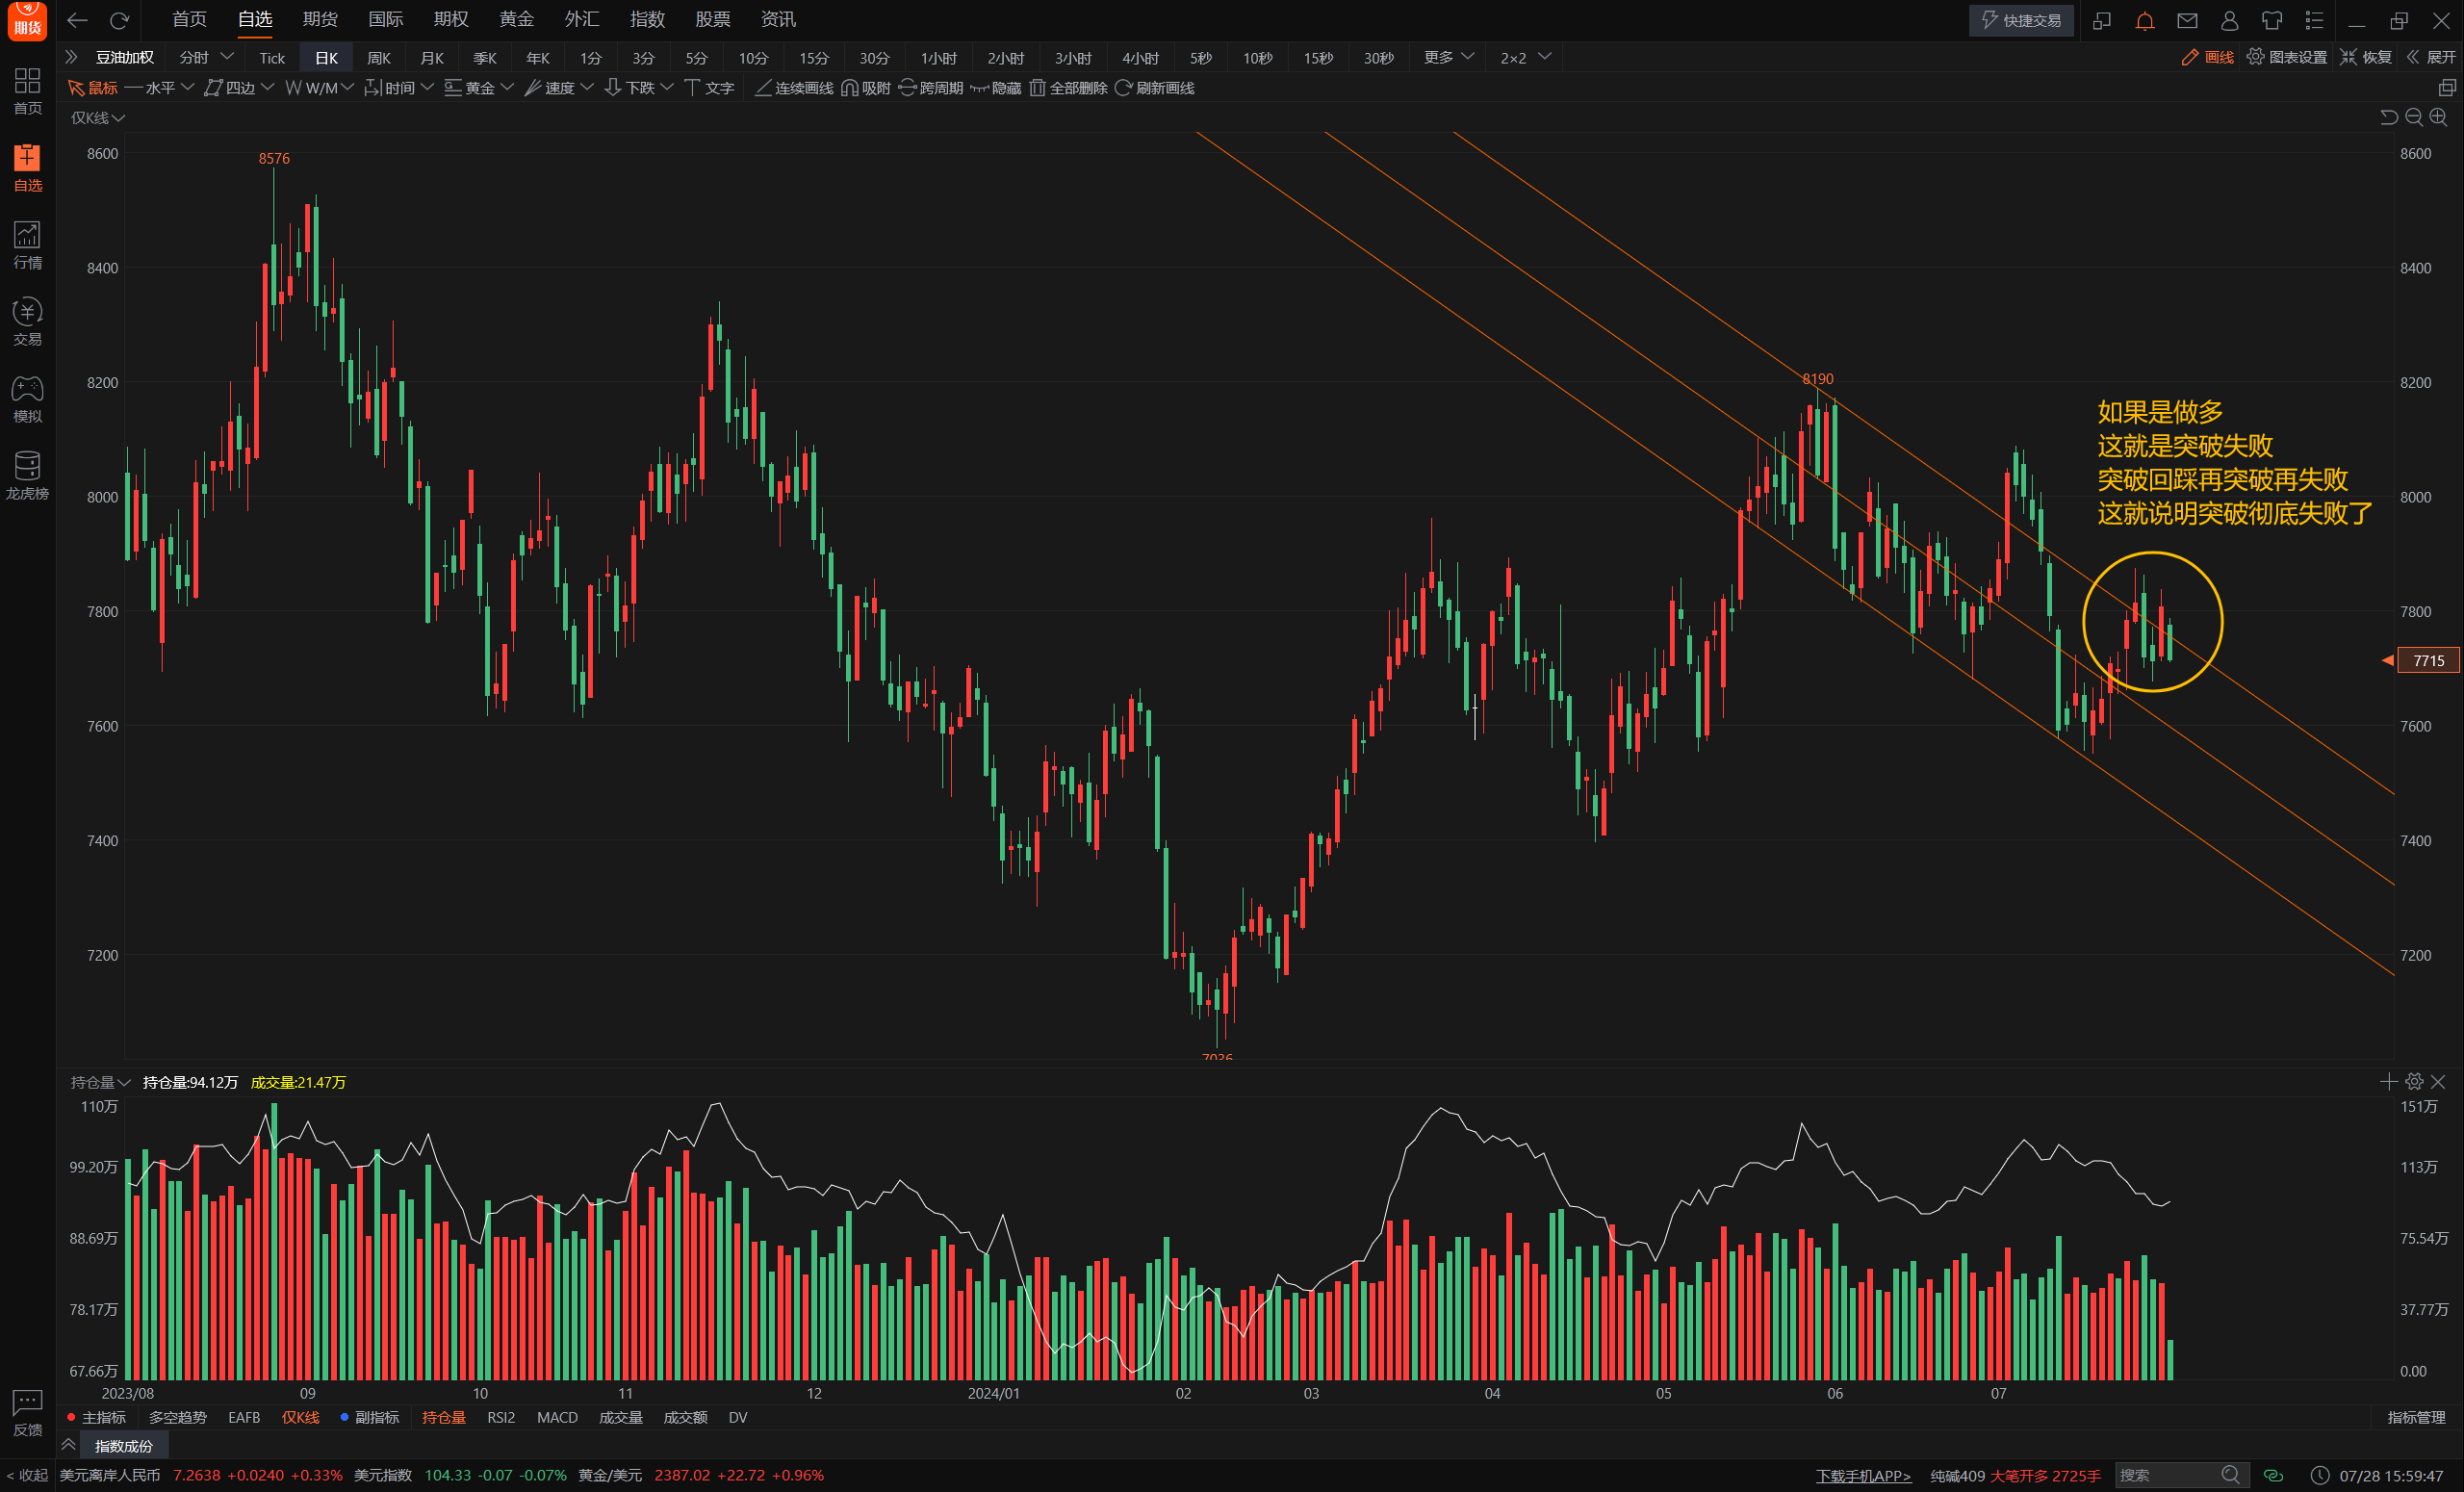 期货
首页 自选 期货 国际 期权 黄金 外汇 指数 股票 资讯 快捷交易
豆油加权 分时 Tick 日K 周K 月K 季K 年K 1分 3分 5分 10分 15分 30分 1小时 2小时 3小时 4小时 5秒 10秒 15秒 30秒 更多 2×2 画线 图表设置 恢复 展开
鼠标 水平 四边 W/M 时间 黄金 速度 下跌 文字 连续画线 吸附 跨周期 隐藏 全部删除 刷新画线
首页
自选
行情
交易
模拟
龙虎榜
反馈
仅K线
8600 8600
8576
8400 8400
8200 8200
8190
如果是做多
这就是突破失败
突破回踩再突破再失败
这就说明突破彻底失败了
8000 8000
7800 7800
7715
7600 7600
7400 7400
7200 7200
7036
持仓量 持仓量:94.12万 成交量:21.47万
110万 151万
99.20万 113万
88.69万 75.54万
78.17万 37.77万
67.66万 0.00
2023/08 09 10 11 12 2024/01 02 03 04 05 06 07
主指标 多空趋势 EAFB 仅K线 副指标 持仓量 RSI2 MACD 成交量 成交额 DV 指标管理
指数成份
< 收起 美元离岸人民币 7.2638 +0.0240 +0.33% 美元指数 104.33 -0.07 -0.07% 黄金/美元 2387.02 +22.72 +0.96% 下载手机APP> 纯碱409 大笔开多 2725手 搜索 07/28 15:59:47